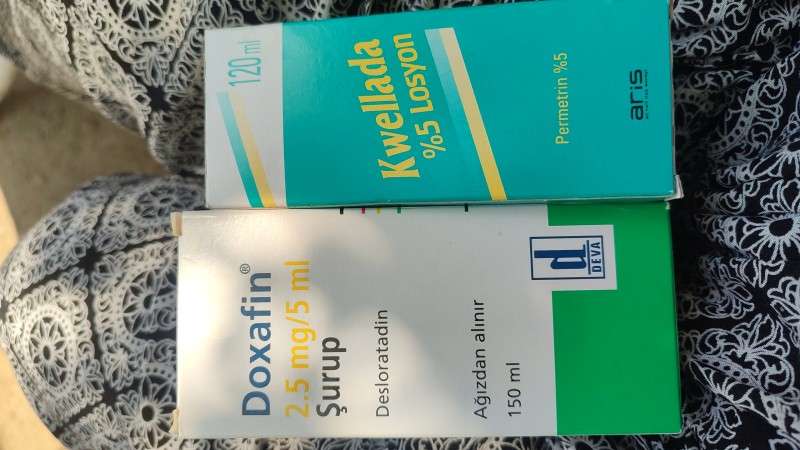 120 ml
Kwellada
%5 Losyon
Permetrin %5
aris
Doxafin®
2.5 mg/5 ml
Şurup
Desloratadin
Ağızdan alınır
150 ml
d
DEVA